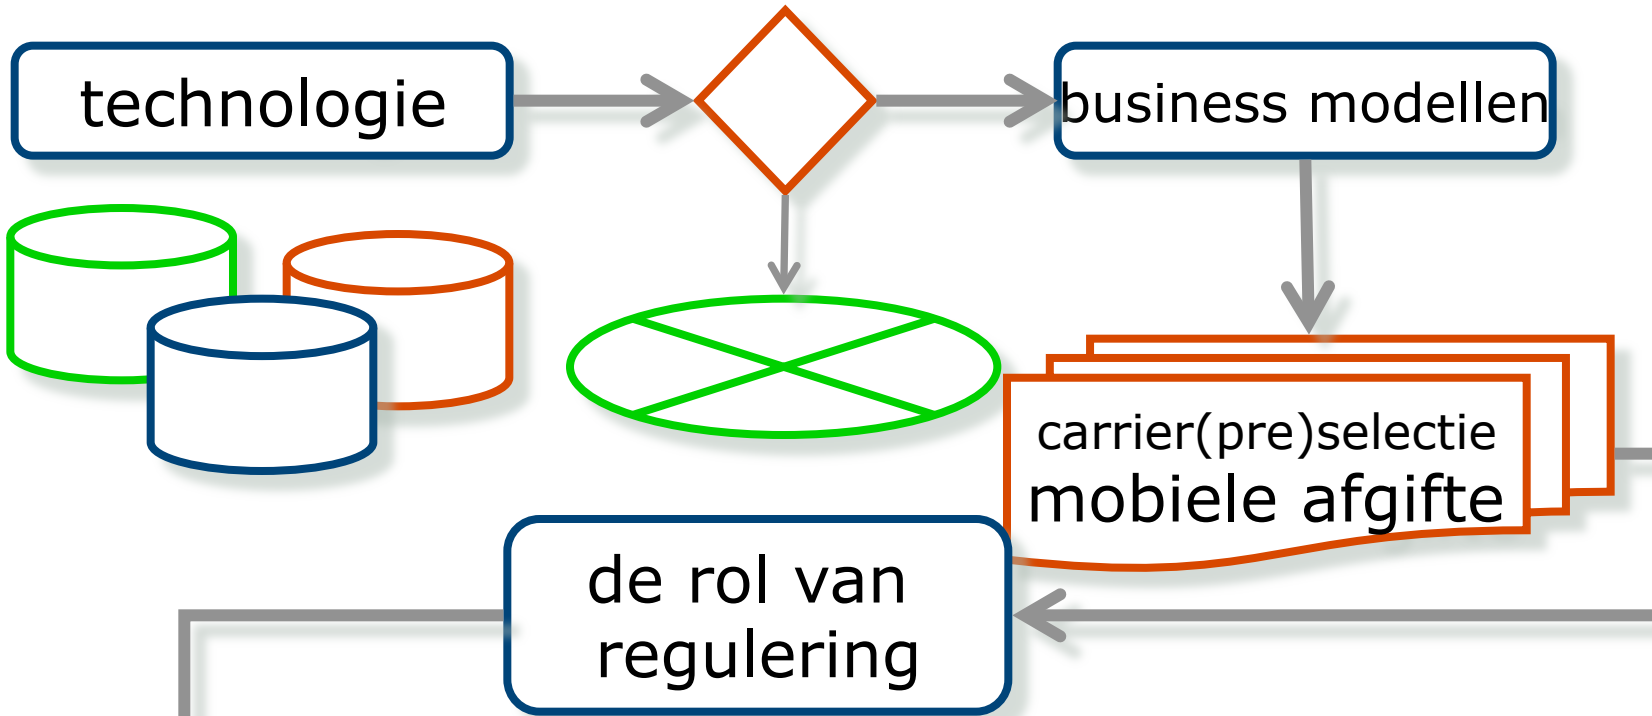 technologie
business modellen
carrier(pre)selectie
mobiele afgifte
de rol van
regulering